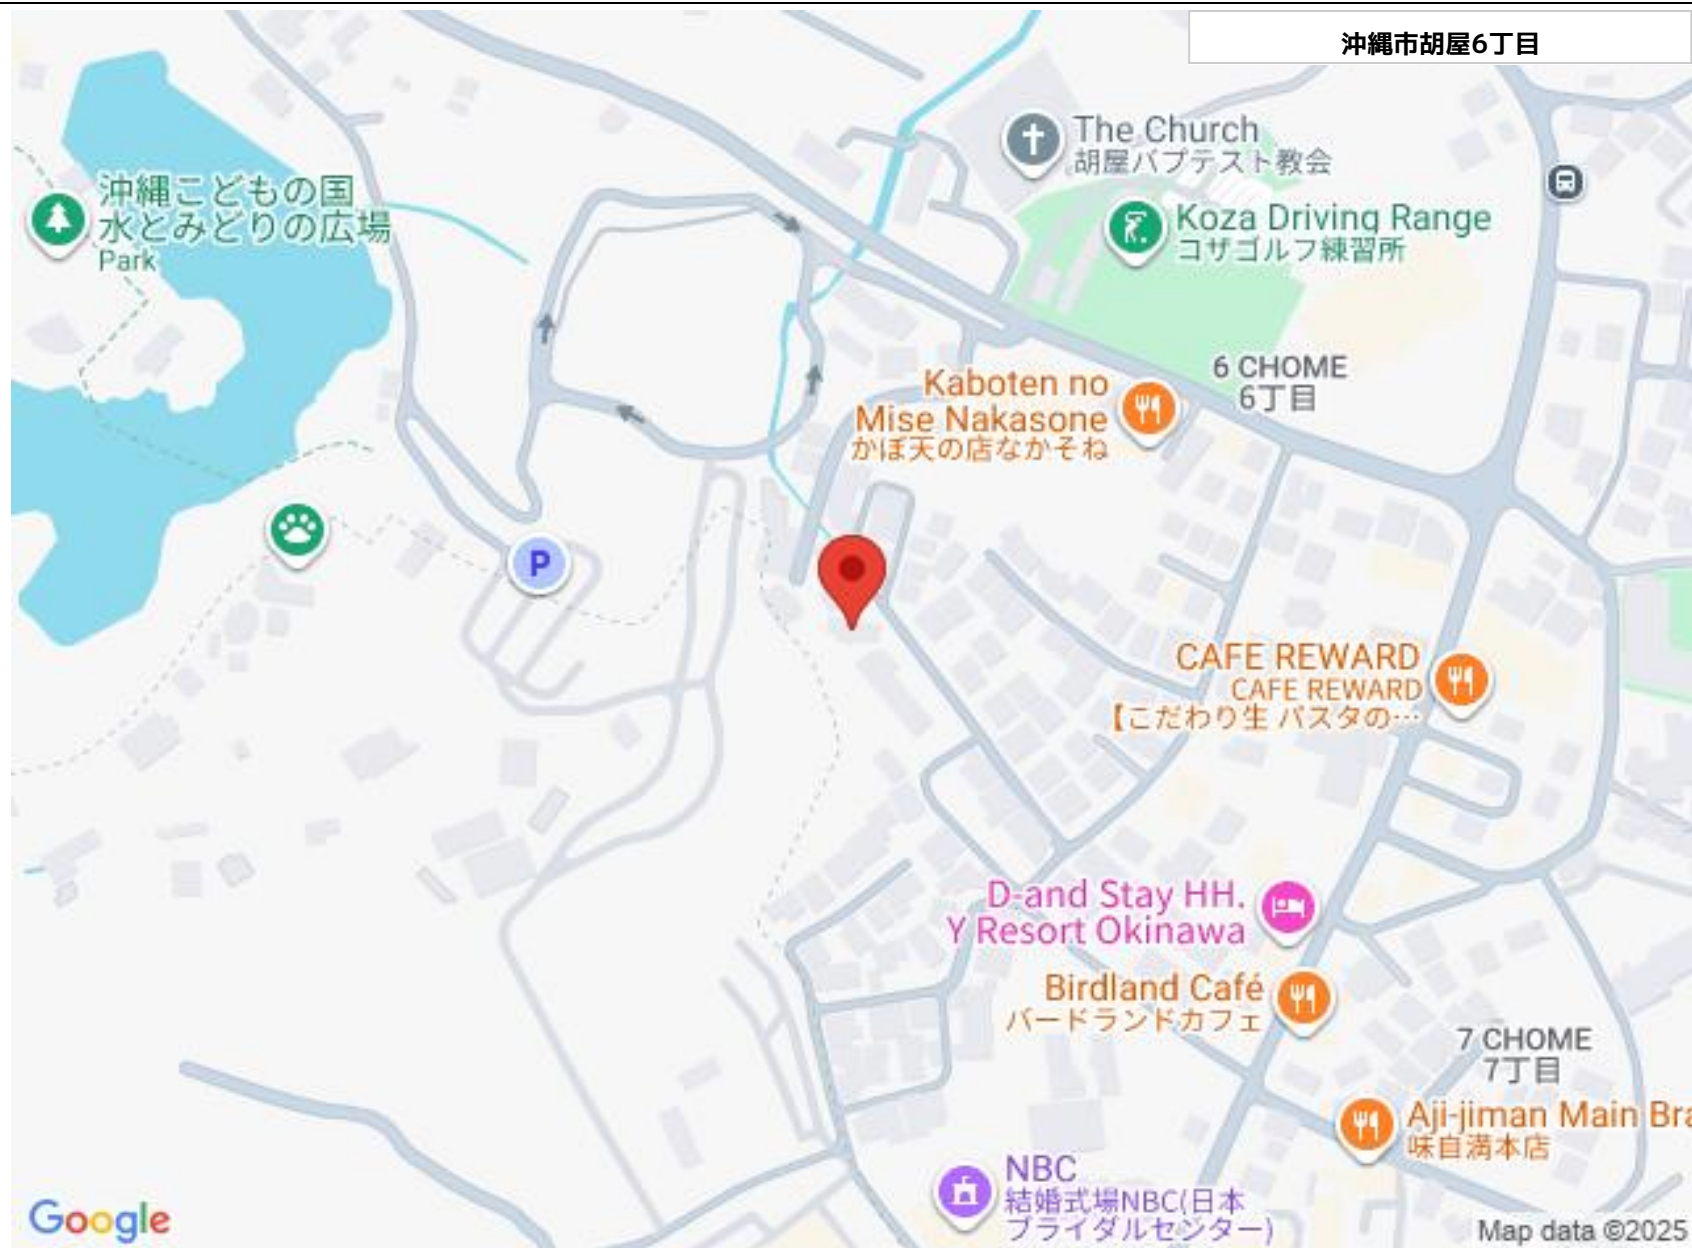 沖縄市胡屋6丁目
The Church
胡屋バプテスト教会
沖縄こどもの国
水とみどりの広場
Park
Koza Driving Range
コザゴルフ練習所
6 CHOME
6丁目
Kaboten no
Mise Nakasone
かぼ天の店なかそね
P
CAFE REWARD
CAFE REWARD
【こだわり生 パスタの…
D-and Stay HH.
Y Resort Okinawa
Birdland Café
バードランドカフェ
7 CHOME
7丁目
Aji-jiman Main Bra
味自満本店
NBC
結婚式場NBC(日本
ブライダルセンター)
Google
Map data ©2025